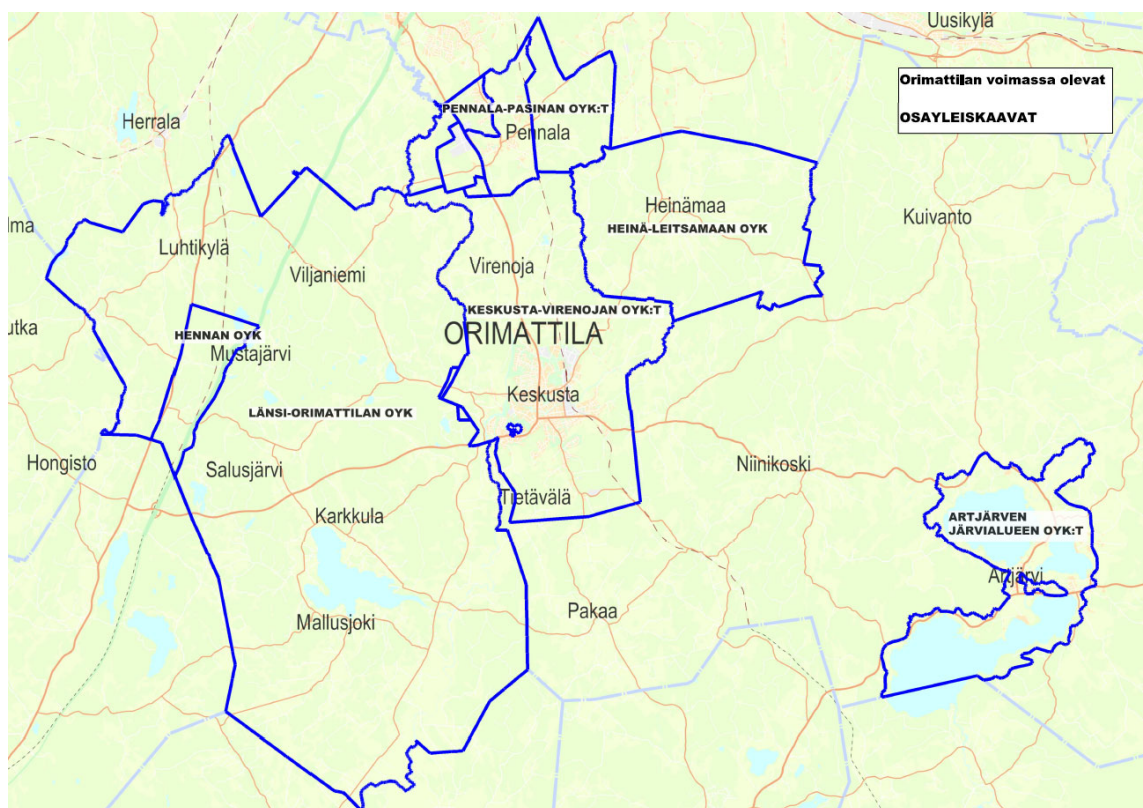 Uusikylä
Orimattilan voimassa olevat
OSAYLEISKAAVAT
Herrala
PENNALA-PASINAN OYK:T
Pennala
Heinämaa
HEINÄ-LEITSAMAAN OYK
Kuivanto
lma
Luhtikylä
Viljaniemi
Virenoja
KESKUSTA-VIRENOJAN OYK:T
ORIMATTILA
utka
HENNAN OYK
Mustajärvi
Keskusta
LÄNSI-ORIMATTILAN OYK
Hongisto
Salusjärvi
Niinikoski
Tietävälä
Karkkula
ARTJÄRVEN
JÄRVIALUEEN OYK:T
Artjärvi
Pakaa
Mallusjoki